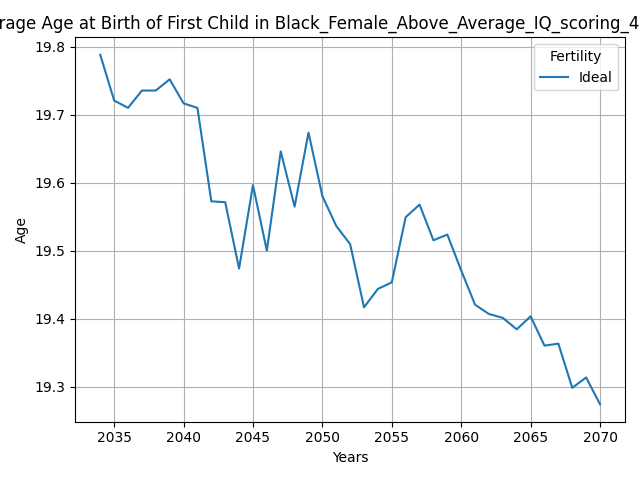 rage Age at Birth of First Child in Black_Female_Above_Average_IQ_scoring_4
Fertility
Ideal
Age
19.8
19.7
19.6
19.5
19.4
19.3
2035 2040 2045 2050 2055 2060 2065 2070
Years